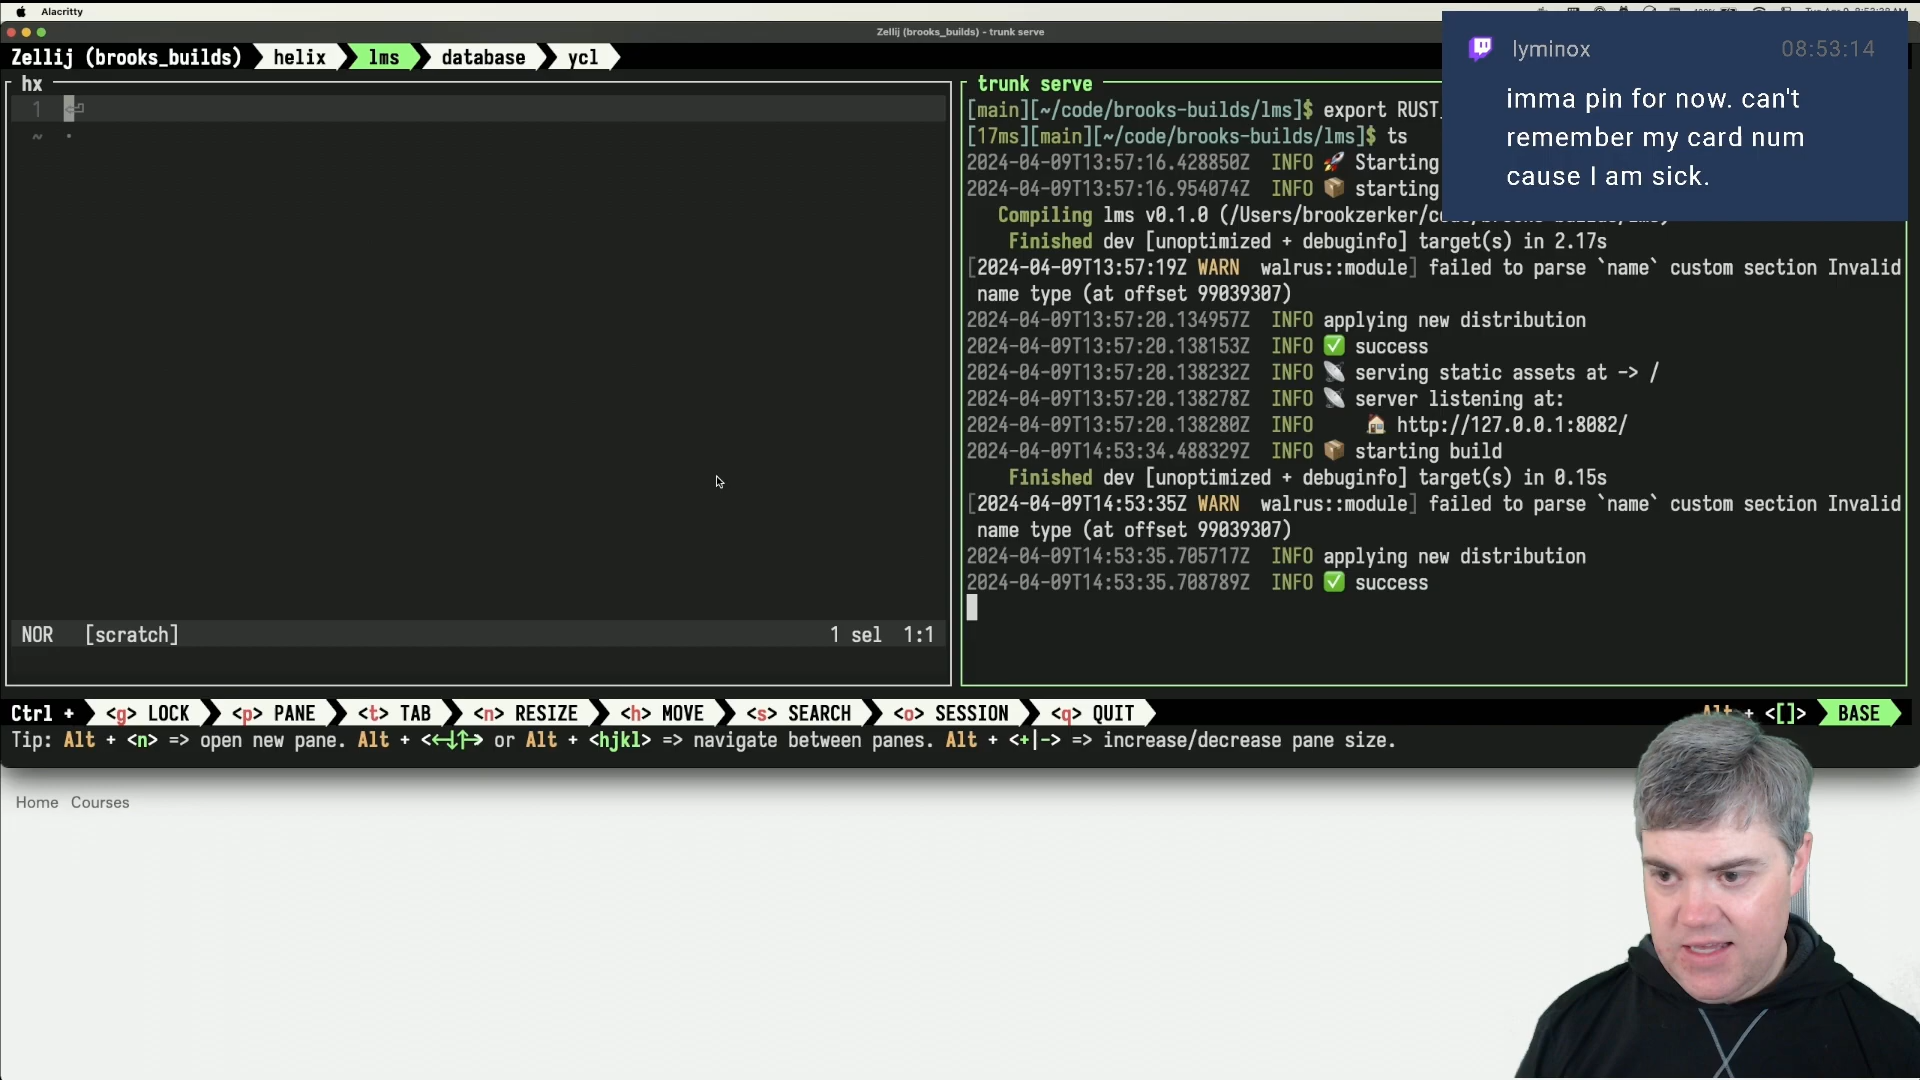 Alacritty
Zellij (brooks_builds) - trunk serve
Zellij (brooks_builds) helix lms database ycl
hx
1
~
NOR [scratch] 1 sel 1:1
trunk serve
[main][~/code/brooks-builds/lms]$ export RUST_
[17ms][main][~/code/brooks-builds/lms]$ ts
2024-04-09T13:57:16.428850Z INFO 🚀 Starting
2024-04-09T13:57:16.954074Z INFO 📦 starting
Compiling lms v0.1.0 (/Users/brookzerker/code/brooks-builds/lms)
Finished dev [unoptimized + debuginfo] target(s) in 2.17s
[2024-04-09T13:57:19Z WARN walrus::module] failed to parse `name` custom section Invalid
name type (at offset 99039307)
2024-04-09T13:57:20.134957Z INFO applying new distribution
2024-04-09T13:57:20.138153Z INFO ✅ success
2024-04-09T13:57:20.138232Z INFO 📡 serving static assets at -> /
2024-04-09T13:57:20.138278Z INFO 📡 server listening at:
2024-04-09T13:57:20.138280Z INFO 🏠 http://127.0.0.1:8082/
2024-04-09T14:53:34.488329Z INFO 📦 starting build
Finished dev [unoptimized + debuginfo] target(s) in 0.15s
[2024-04-09T14:53:35Z WARN walrus::module] failed to parse `name` custom section Invalid
name type (at offset 99039307)
2024-04-09T14:53:35.705717Z INFO applying new distribution
2024-04-09T14:53:35.708789Z INFO ✅ success
lyminox 08:53:14
imma pin for now. can't
remember my card num
cause I am sick.
Ctrl + <g> LOCK <p> PANE <t> TAB <n> RESIZE <h> MOVE <s> SEARCH <o> SESSION <q> QUIT Alt + <[]> BASE
Tip: Alt + <n> => open new pane. Alt + <←↓↑→> or Alt + <hjkl> => navigate between panes. Alt + <+|-> => increase/decrease pane size.
Home Courses